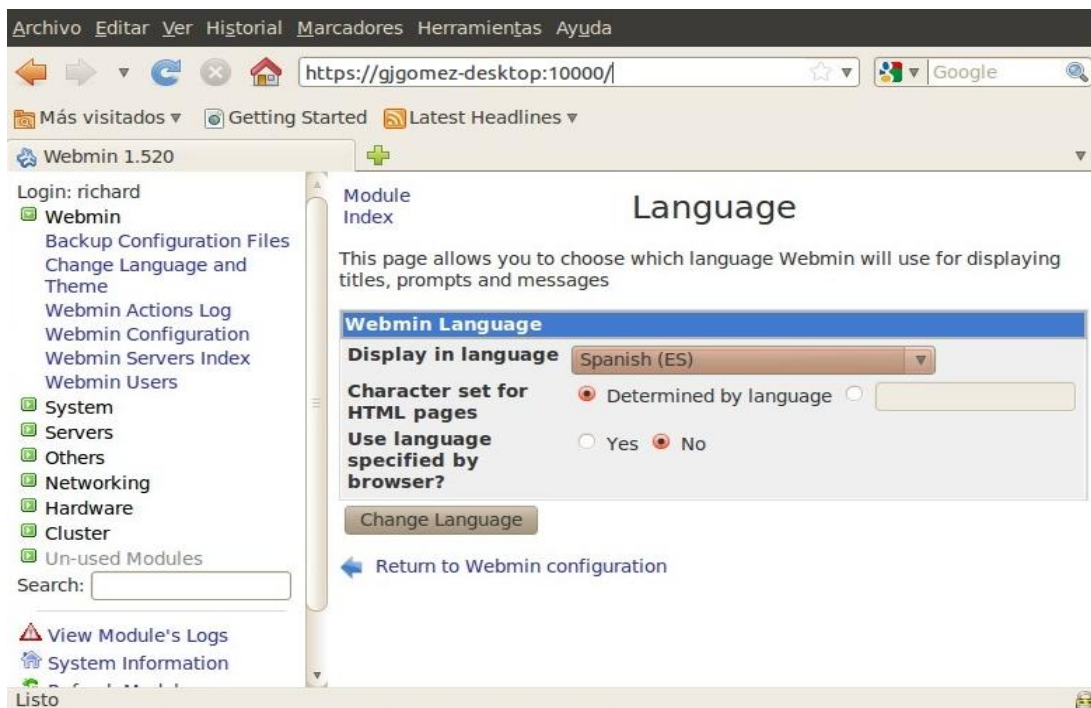 Archivo Editar Ver Historial Marcadores Herramientas Ayuda
https://gjgomez-desktop:10000/
Google
Más visitados
Getting Started
Latest Headlines
Webmin 1.520
Login: richard
Webmin
Backup Configuration Files
Change Language and
Theme
Webmin Actions Log
Webmin Configuration
Webmin Servers Index
Webmin Users
System
Servers
Others
Networking
Hardware
Cluster
Un-used Modules
Search:
View Module's Logs
System Information
Module
Index
Language
This page allows you to choose which language Webmin will use for displaying
titles, prompts and messages
Webmin Language
Display in language
Spanish (ES)
Character set for
HTML pages
Determined by language
Use language
specified by
browser?
Yes
No
Change Language
Return to Webmin configuration
Listo